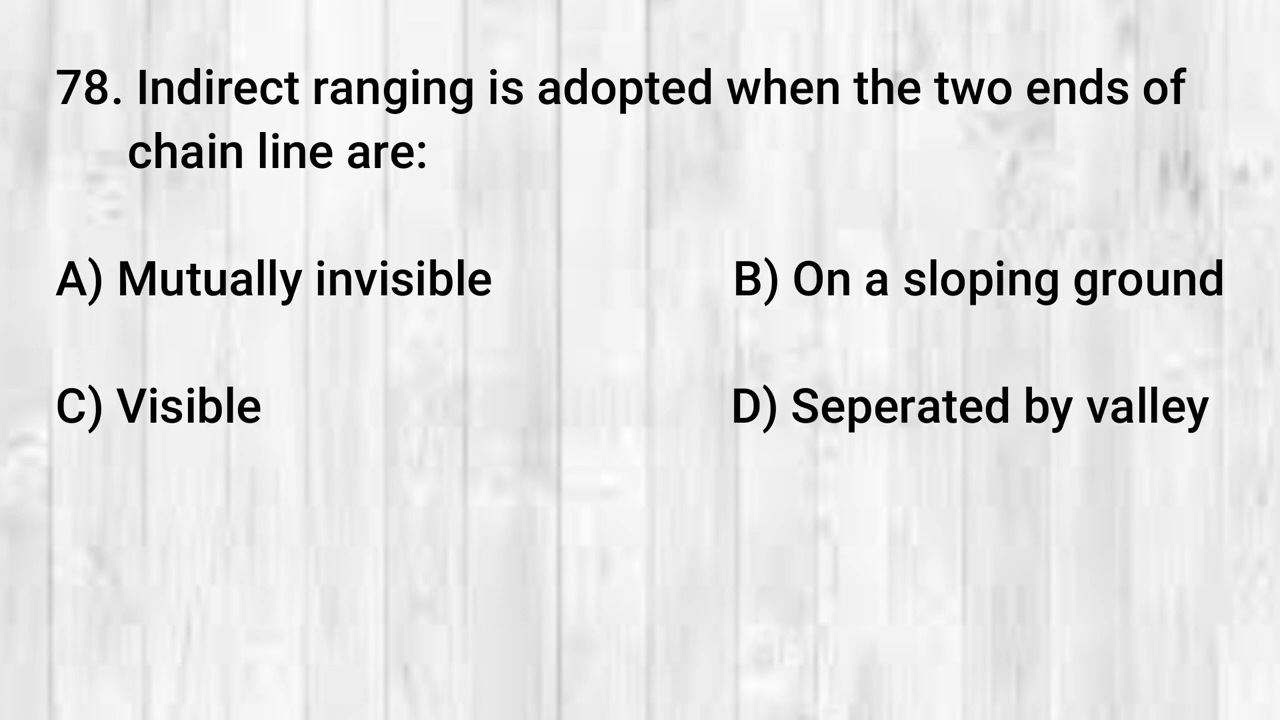 78. Indirect ranging is adopted when the two ends of
chain line are:
A) Mutually invisible B) On a sloping ground
C) Visible D) Seperated by valley